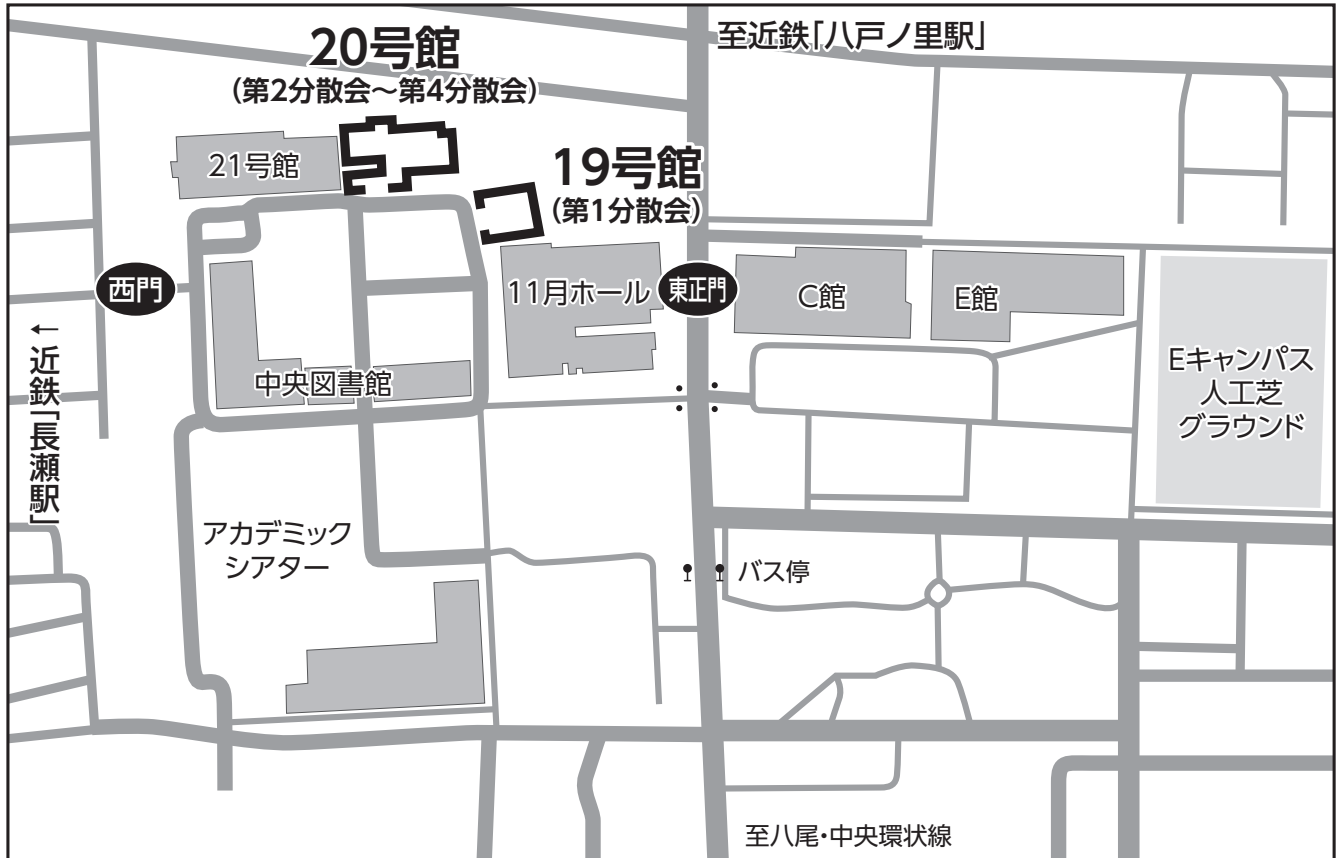 至近鉄「八戸ノ里駅」
20号館
(第2分散会〜第4分散会)
21号館
19号館
(第1分散会)
西門
11月ホール
東正門
C館
E館
←近鉄「長瀬駅」
中央図書館
Eキャンパス
人工芝
グラウンド
アカデミック
シアター
バス停
至八尾・中央環状線